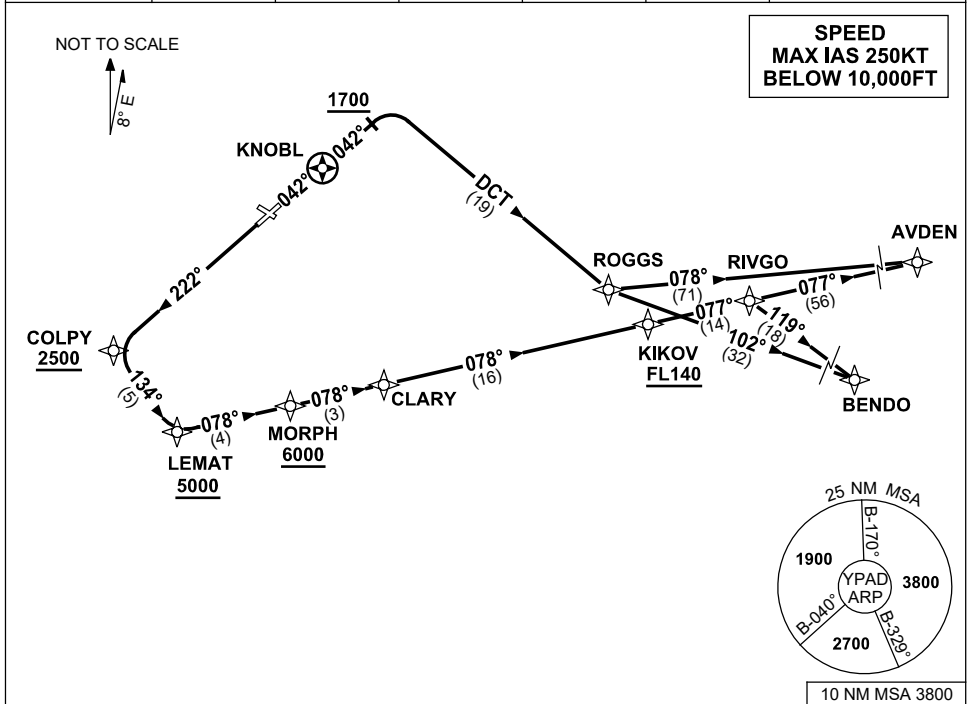 NOT TO SCALE
8° E
SPEED
MAX IAS 250KT
BELOW 10,000FT
1700
KNOBL
042°
042°
DCT
(19)
222°
ROGGS
RIVGO
AVDEN
078°
(71)
077°
(56)
077°
(14)
119°
(18)
102°
(32)
KIKOV
FL140
BENDO
COLPY
2500
134°
(5)
078°
(4)
LEMAT
5000
MORPH
6000
078°
(3)
CLARY
078°
(16)
25 NM MSA
B-170°
1900
3800
YPAD
ARP
B-040°
B-329°
2700
10 NM MSA 3800